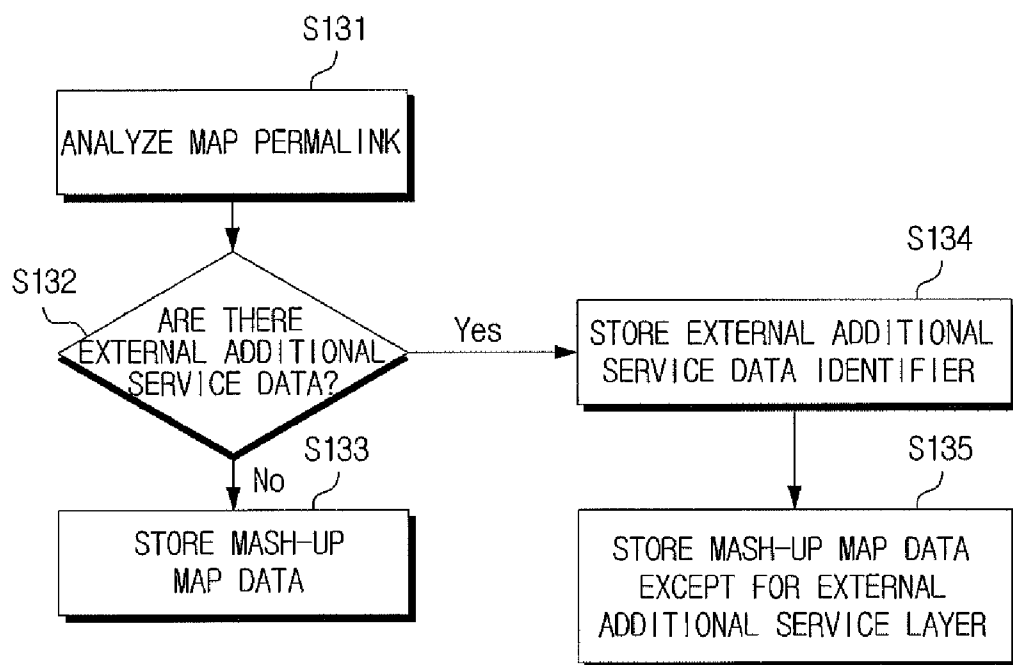 S131
ANALYZE MAP PERMALINK
S132
ARE THERE
EXTERNAL ADDITIONAL
SERVICE DATA?
Yes
No
S133
STORE MASH-UP
MAP DATA
S134
STORE EXTERNAL ADDITIONAL
SERVICE DATA IDENTIFIER
S135
STORE MASH-UP MAP DATA
EXCEPT FOR EXTERNAL
ADDITIONAL SERVICE LAYER